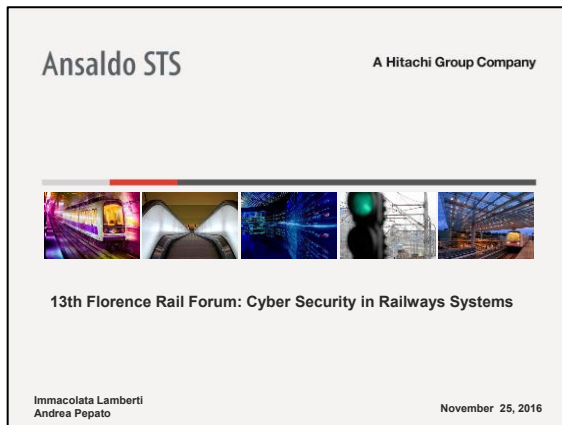 Ansaldo STS
A Hitachi Group Company
13th Florence Rail Forum: Cyber Security in Railways Systems
Immacolata Lamberti
Andrea Pepato
November 25, 2016